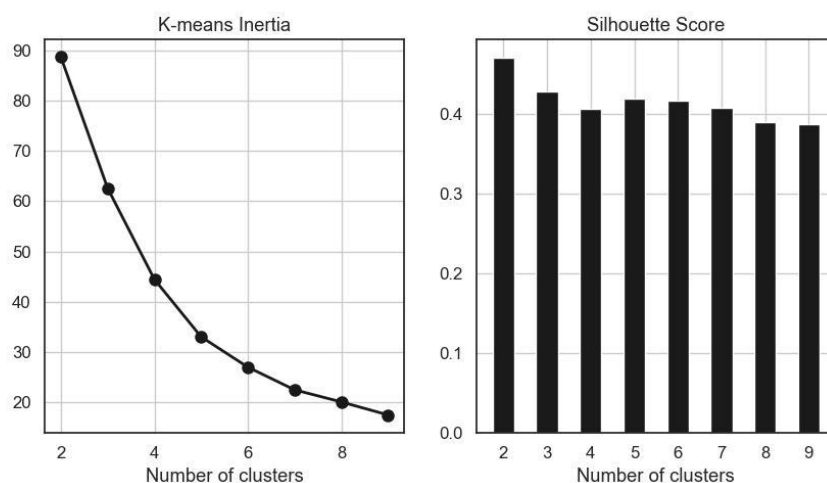 K-means Inertia
90
80
70
60
50
40
30
20
2 4 6 8
Number of clusters
Silhouette Score
0.4
0.3
0.2
0.1
0.0
2 3 4 5 6 7 8 9
Number of clusters